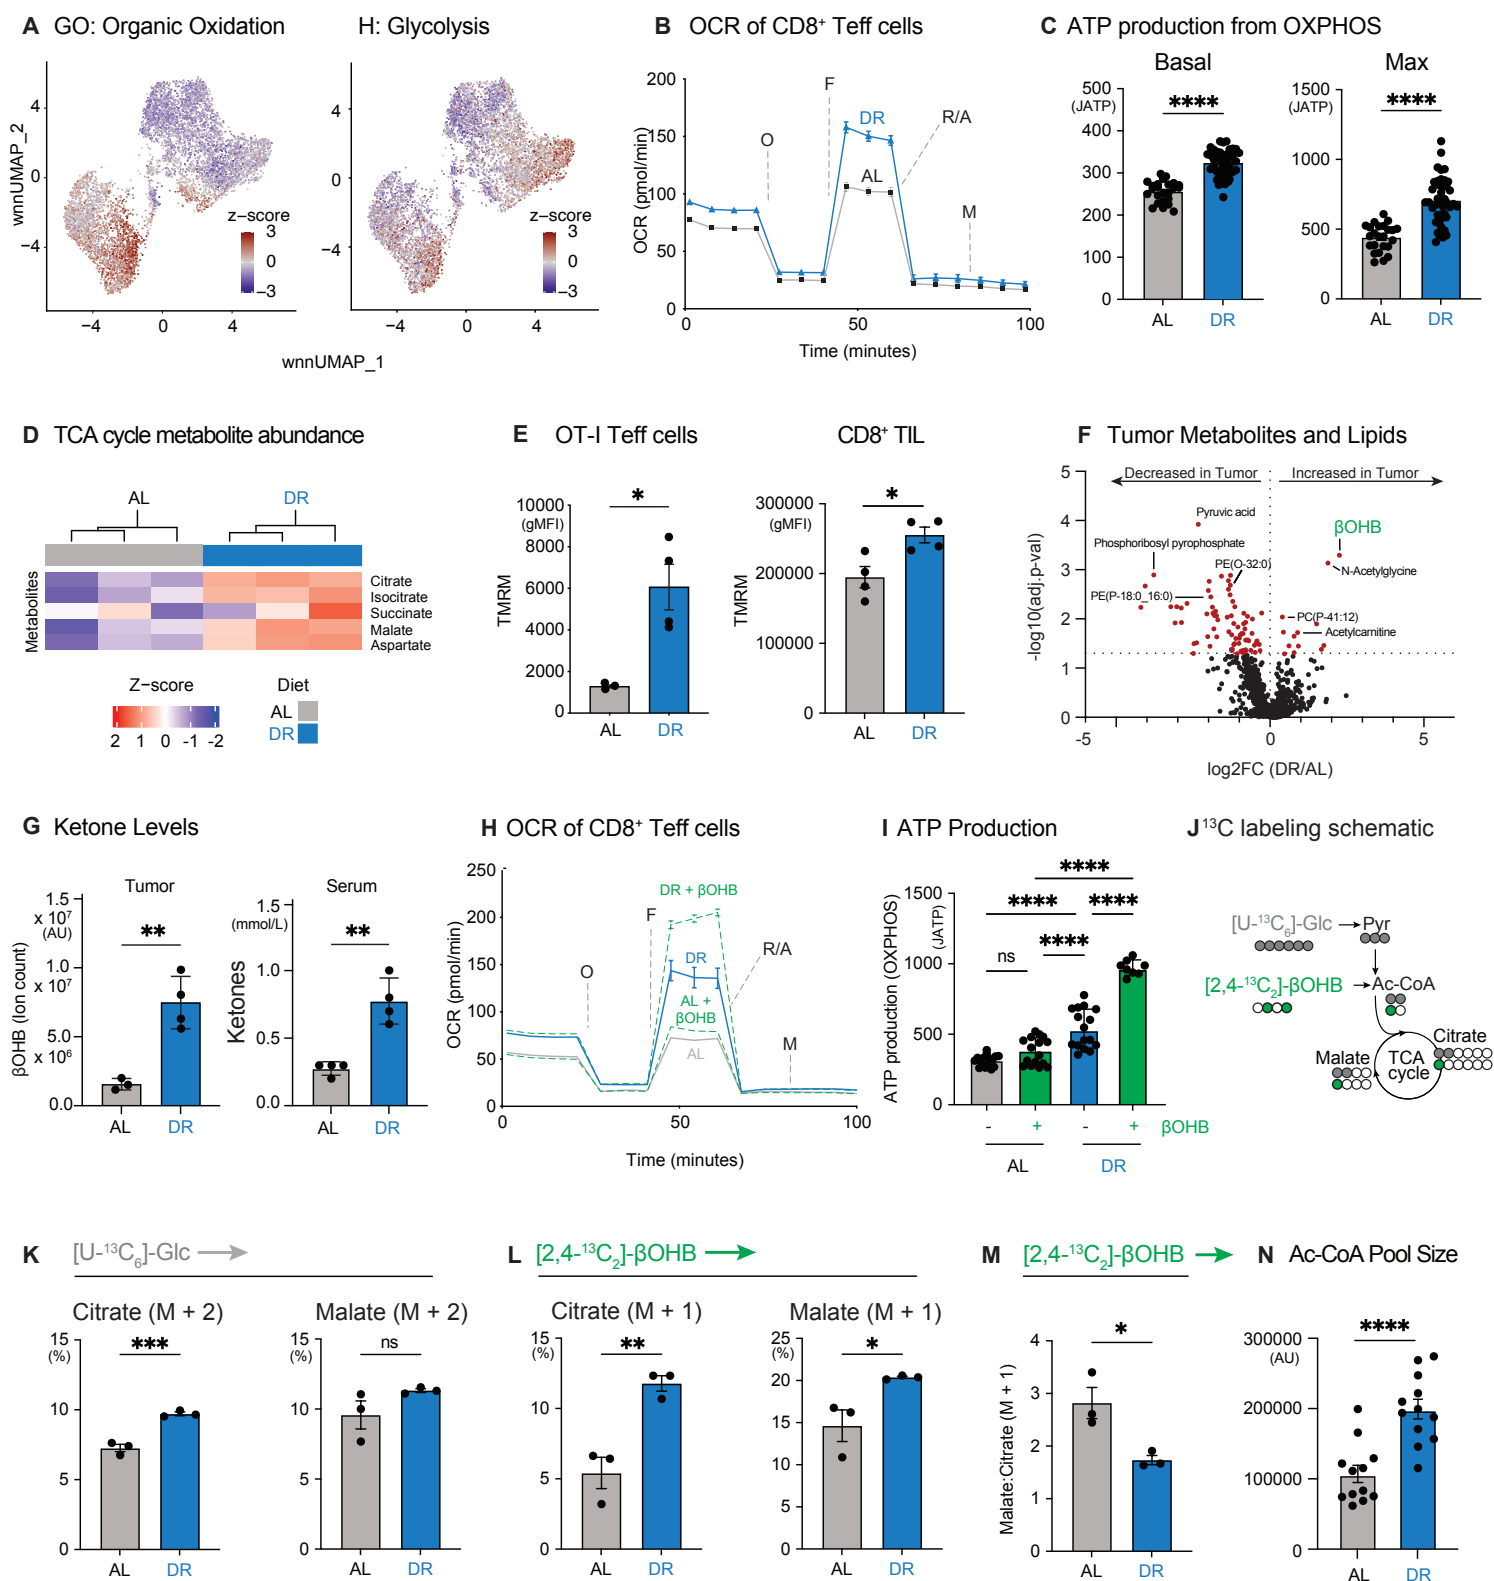 A GO: Organic Oxidation
H: Glycolysis
wnnUMAP_2
4
0
−4
−4
0
4
z−score
3
0
−3
4
0
−4
−4
0
4
z−score
3
0
−3
wnnUMAP_1
B OCR of CD8⁺ Teff cells
OCR (pmol/min)
200
150
100
50
0
0
50
100
O
F
DR
AL
R/A
M
Time (minutes)
C ATP production from OXPHOS
Basal
500
(JATP)
400
300
200
100
0
****
AL
DR
Max
1500
(JATP)
1000
500
0
****
AL
DR
D TCA cycle metabolite abundance
AL
DR
Metabolites
Citrate
Isocitrate
Succinate
Malate
Aspartate
Z−score
2 1 0 -1 -2
Diet
AL
DR
E OT-I Teff cells
TMRM
10000
(gMFI)
8000
6000
4000
2000
0
*
AL
DR
CD8⁺ TIL
TMRM
300000
(gMFI)
200000
100000
0
*
AL
DR
F Tumor Metabolites and Lipids
-log10(adj.p-val)
5
4
3
2
1
0
Decreased in Tumor
Increased in Tumor
Pyruvic acid
βOHB
Phosphoribosyl pyrophosphate
PE(O-32:0)
N-Acetylglycine
PE(P-18:0_16:0)
PC(P-41:12)
Acetylcarnitine
-5
0
5
log2FC (DR/AL)
G Ketone Levels
Tumor
βOHB (Ion count)
1.5
x 10⁷
(AU)
1.0
x 10⁷
5.0
x 10⁶
0.0
**
AL
DR
Serum
Ketones
1.5
(mmol/L)
1.0
0.5
0.0
**
AL
DR
H OCR of CD8⁺ Teff cells
OCR (pmol/min)
250
200
150
100
50
0
0
50
100
O
F
DR + βOHB
DR
AL +
βOHB
AL
R/A
M
Time (minutes)
I ATP Production
ATP production (OXPHOS)
(JATP)
1500
1000
500
0
****
****
****
ns
****
-
+
-
+
βOHB
AL
DR
J ¹³C labeling schematic
[U-¹³C₆]-Glc
Pyr
[2,4-¹³C₂]-βOHB
Ac-CoA
Citrate
Malate
TCA
cycle
K [U-¹³C₆]-Glc
Citrate (M + 2)
15
(%)
10
5
0
***
AL
DR
Malate (M + 2)
15
(%)
10
5
0
ns
AL
DR
L [2,4-¹³C₂]-βOHB
Citrate (M + 1)
15
(%)
10
5
0
**
AL
DR
Malate (M + 1)
25
(%)
20
15
10
5
0
*
AL
DR
M [2,4-¹³C₂]-βOHB
Malate:Citrate (M + 1)
4
3
2
1
0
*
AL
DR
N Ac-CoA Pool Size
300000
(AU)
200000
100000
0
****
AL
DR